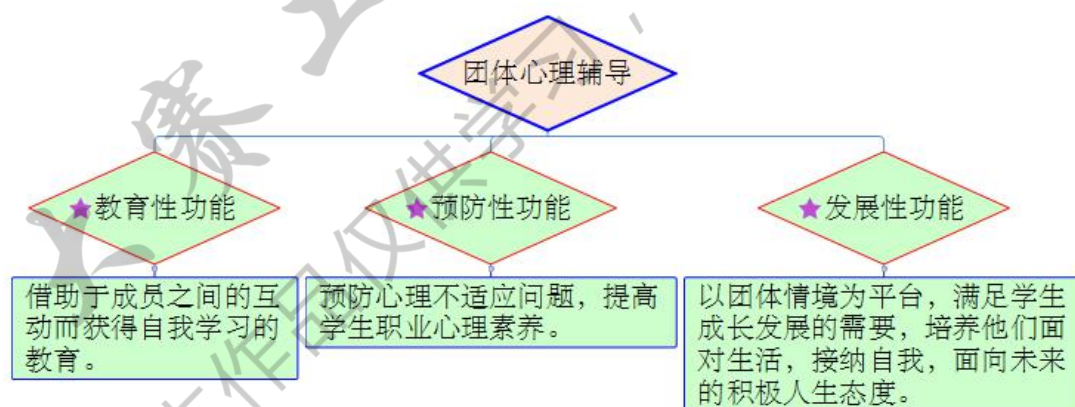 团体心理辅导
★教育性功能
★预防性功能
★发展性功能
借助于成员之间的互
动而获得自我学习的
教育。
预防心理不适应问题，提高
学生职业心理素养。
以团体情境为平台，满足学生
成长发展的需要，培养他们面
对生活，接纳自我，面向未来
的积极人生态度。